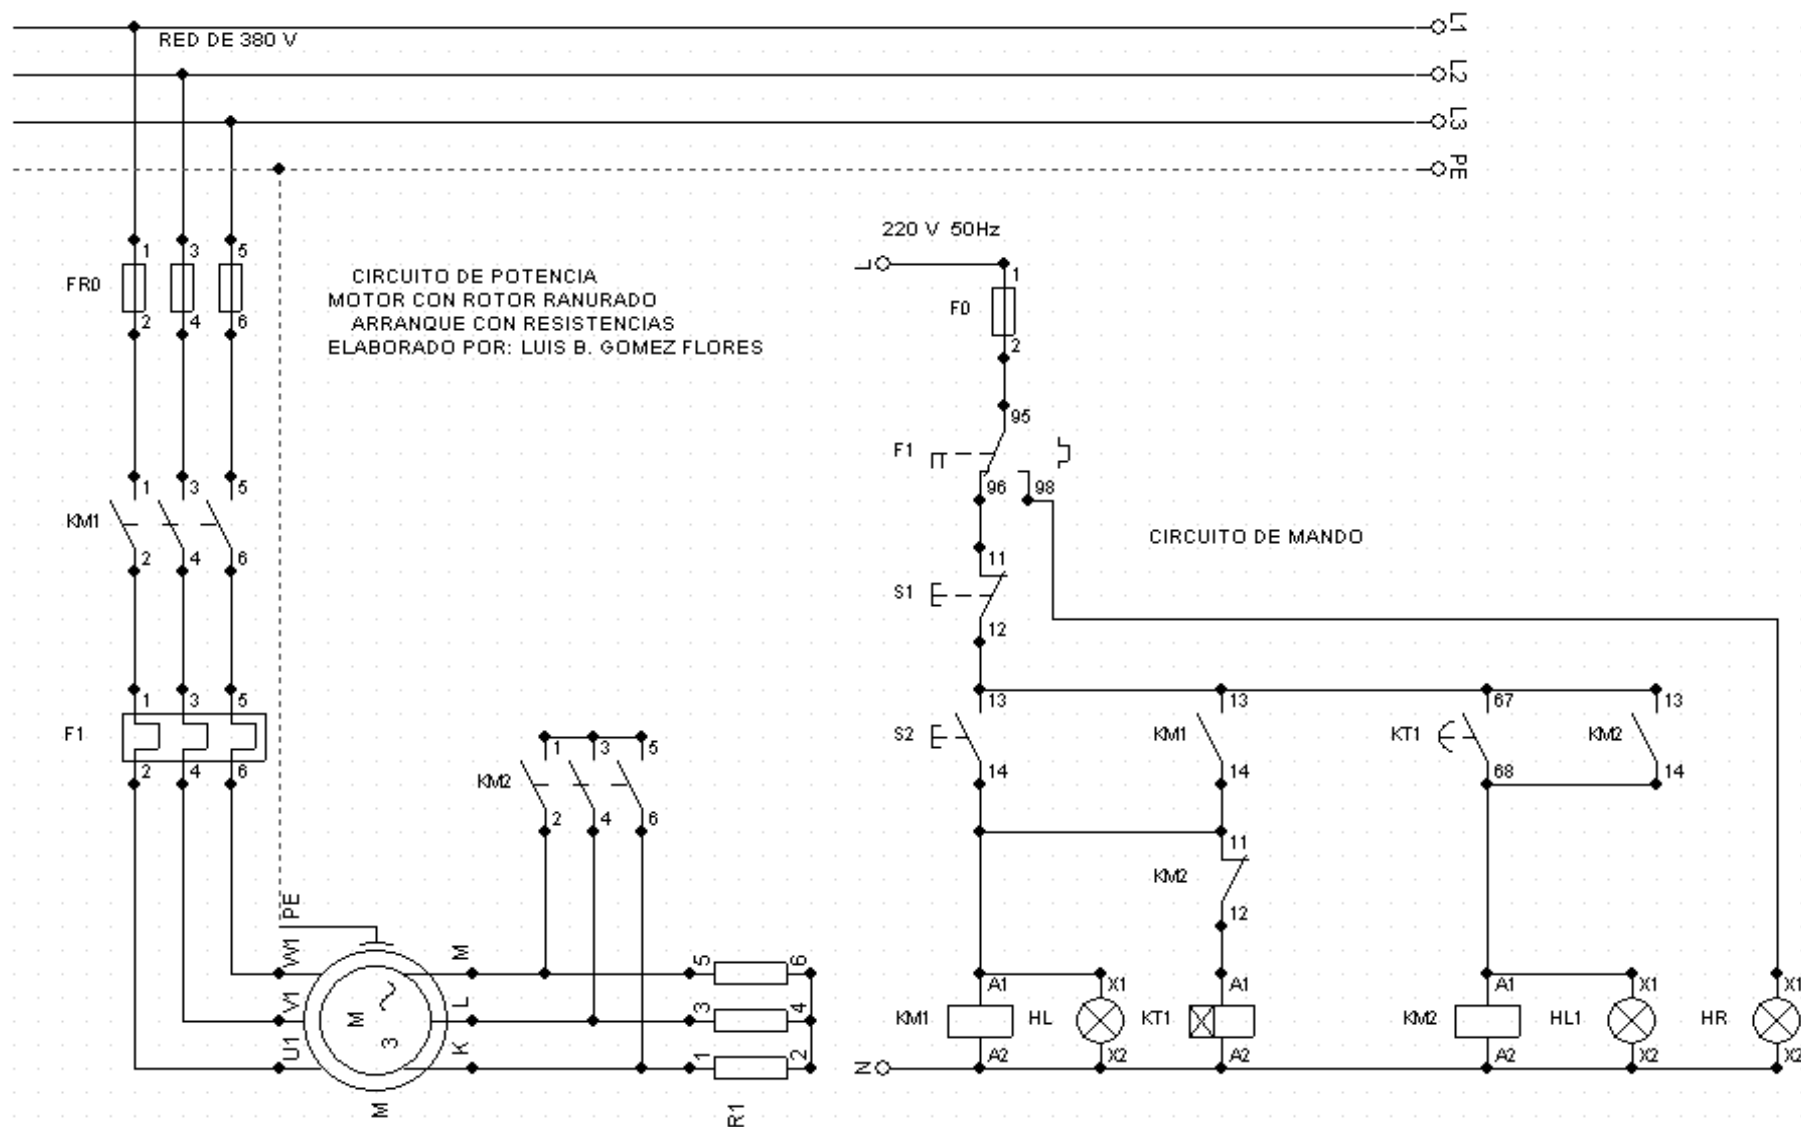 L1
RED DE 380 V
L2
L3
PE
220 V 50Hz
L
1 3 5
1
FR0
CIRCUITO DE POTENCIA
F0
MOTOR CON ROTOR RANURADO
2 4 6
ARRANQUE CON RESISTENCIAS
2
ELABORADO POR: LUIS B. GOMEZ FLORES
95
F1
1 3 5
96 98
KM1
CIRCUITO DE MANDO
2 4 6
11
S1
12
1 3 5
13 13 67 13
F1
S2 KM1 KT1 KM2
2 4 6
1 3 5
14 14 68 14
KM2
2 4 6
11
KM2
12
PE
W1 M 5 6
A1 X1 A1 A1 X1 X1
V1 M 3 L 3 4
KM1 HL KT1 KM2 HL1 HR
U1 K 1 2
A2 X2 A2 A2 X2 X2
N
M
R1